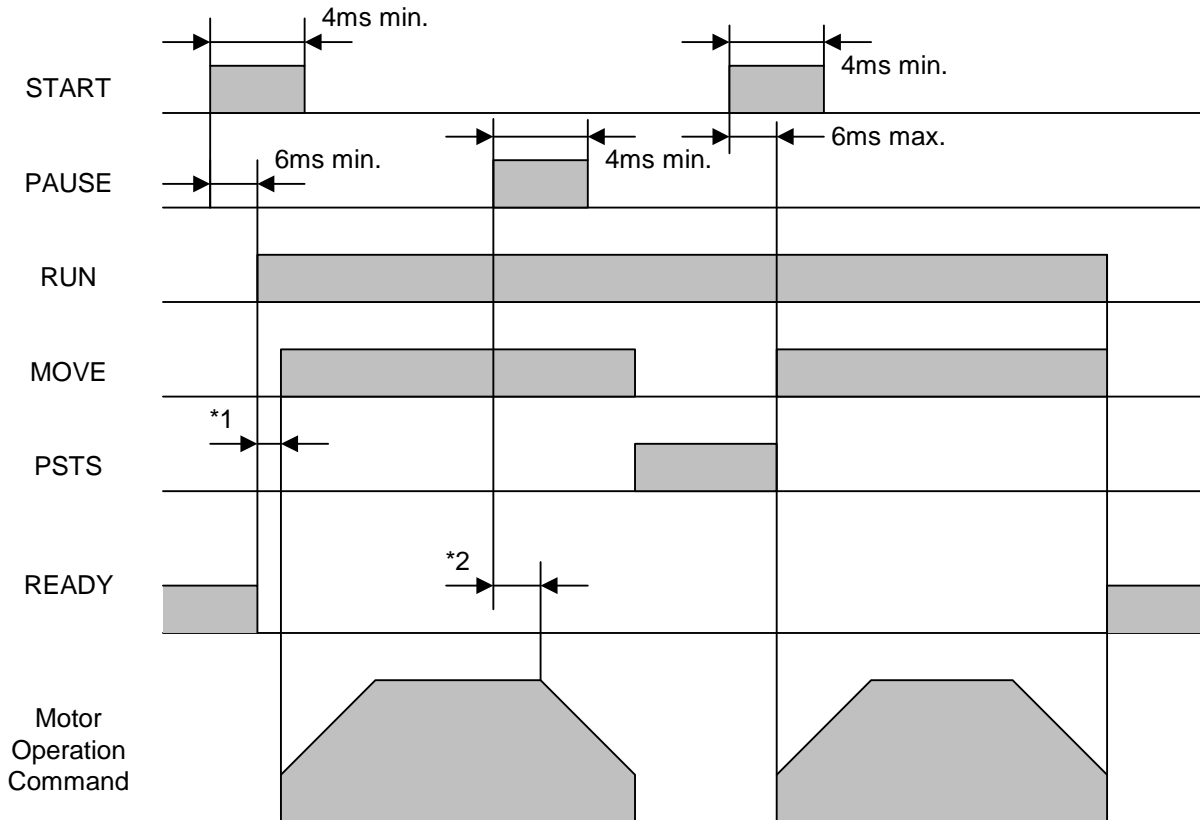 4ms min.
START
4ms min.
6ms max.
PAUSE
6ms min.
4ms min.
RUN
MOVE
*1
PSTS
*2
READY
Motor
Operation
Command